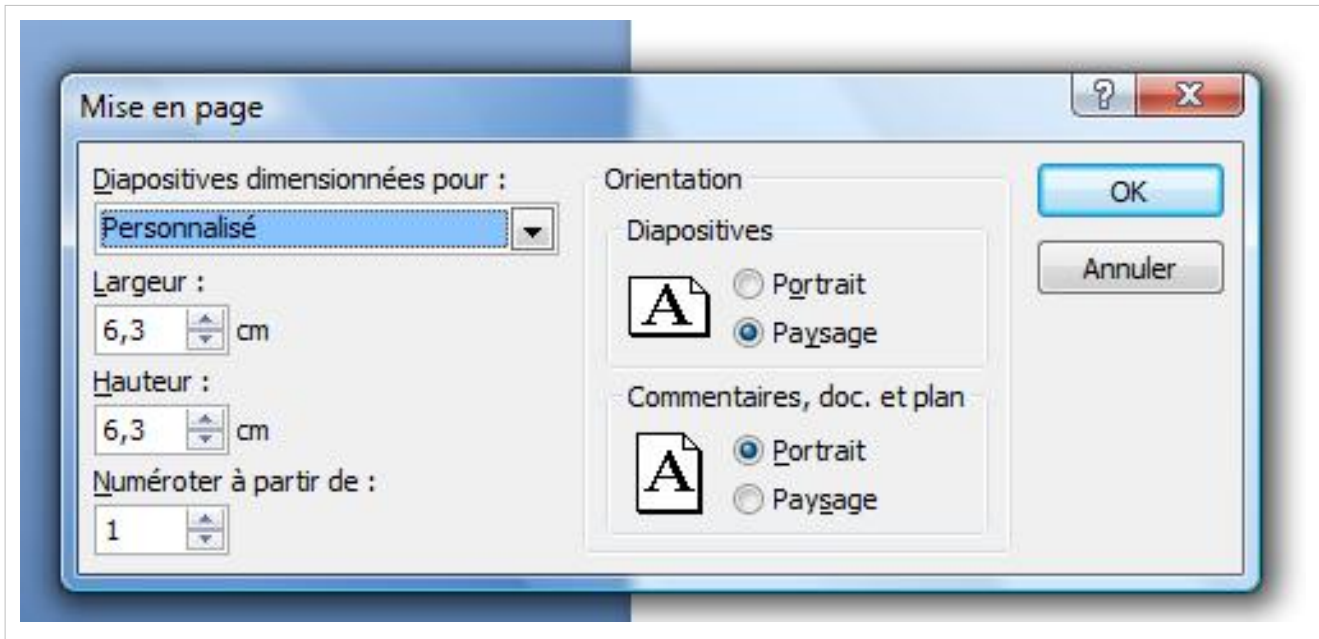 Mise en page
Diapositives dimensionnées pour :
Personnalisé
Largeur :
6,3 cm
Hauteur :
6,3 cm
Numéroter à partir de :
1
Orientation
Diapositives
A
Portrait
Paysage
Commentaires, doc. et plan
A
Portrait
Paysage
OK
Annuler